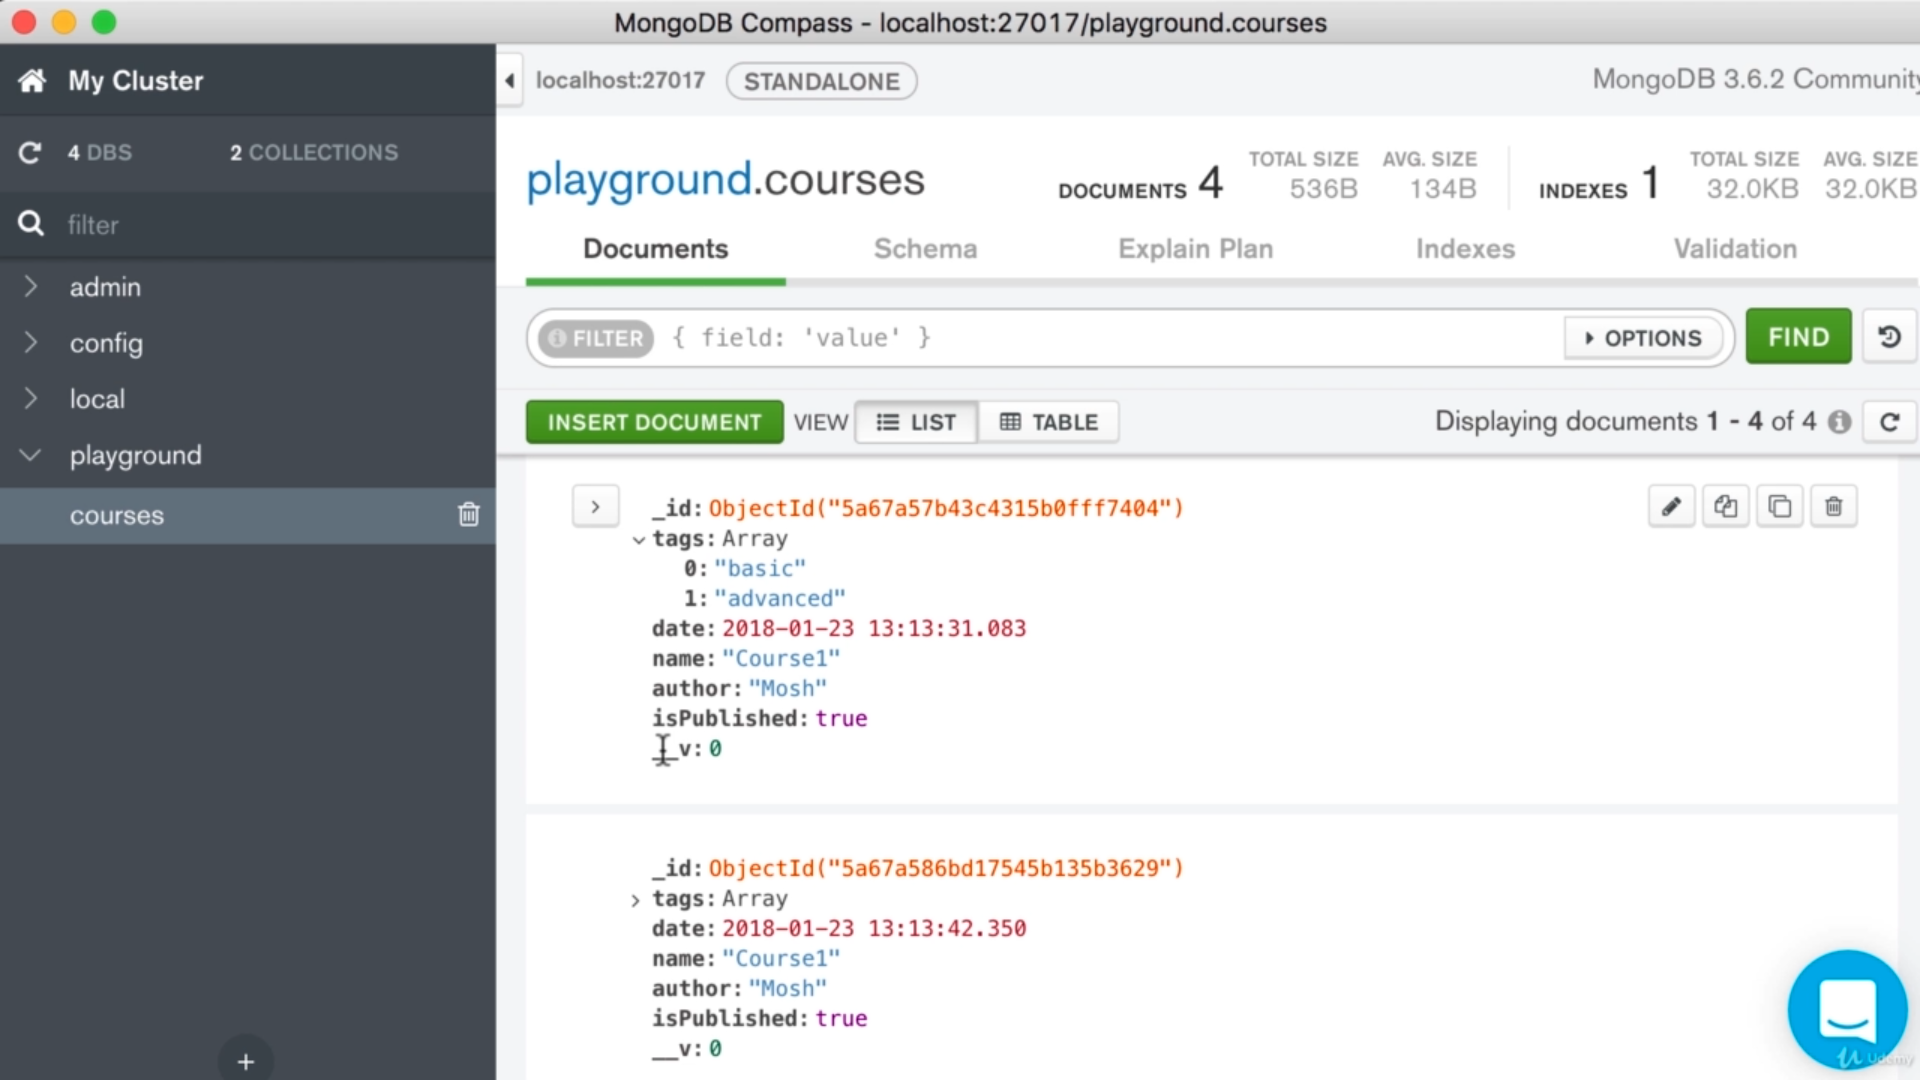 MongoDB Compass - localhost:27017/playground.courses
My Cluster
localhost:27017 STANDALONE
MongoDB 3.6.2 Community
4 DBS 2 COLLECTIONS
filter
admin
config
local
playground
courses
playground.courses
DOCUMENTS 4
TOTAL SIZE 536B
AVG. SIZE 134B
INDEXES 1
TOTAL SIZE 32.0KB
AVG. SIZE 32.0KB
Documents Schema Explain Plan Indexes Validation
FILTER { field: 'value' } OPTIONS FIND
INSERT DOCUMENT VIEW LIST TABLE Displaying documents 1 - 4 of 4
_id: ObjectId("5a67a57b43c4315b0fff7404")
tags: Array
0: "basic"
1: "advanced"
date: 2018-01-23 13:13:31.083
name: "Course1"
author: "Mosh"
isPublished: true
__v: 0
_id: ObjectId("5a67a586bd17545b135b3629")
tags: Array
date: 2018-01-23 13:13:42.350
name: "Course1"
author: "Mosh"
isPublished: true
__v: 0
Udemy